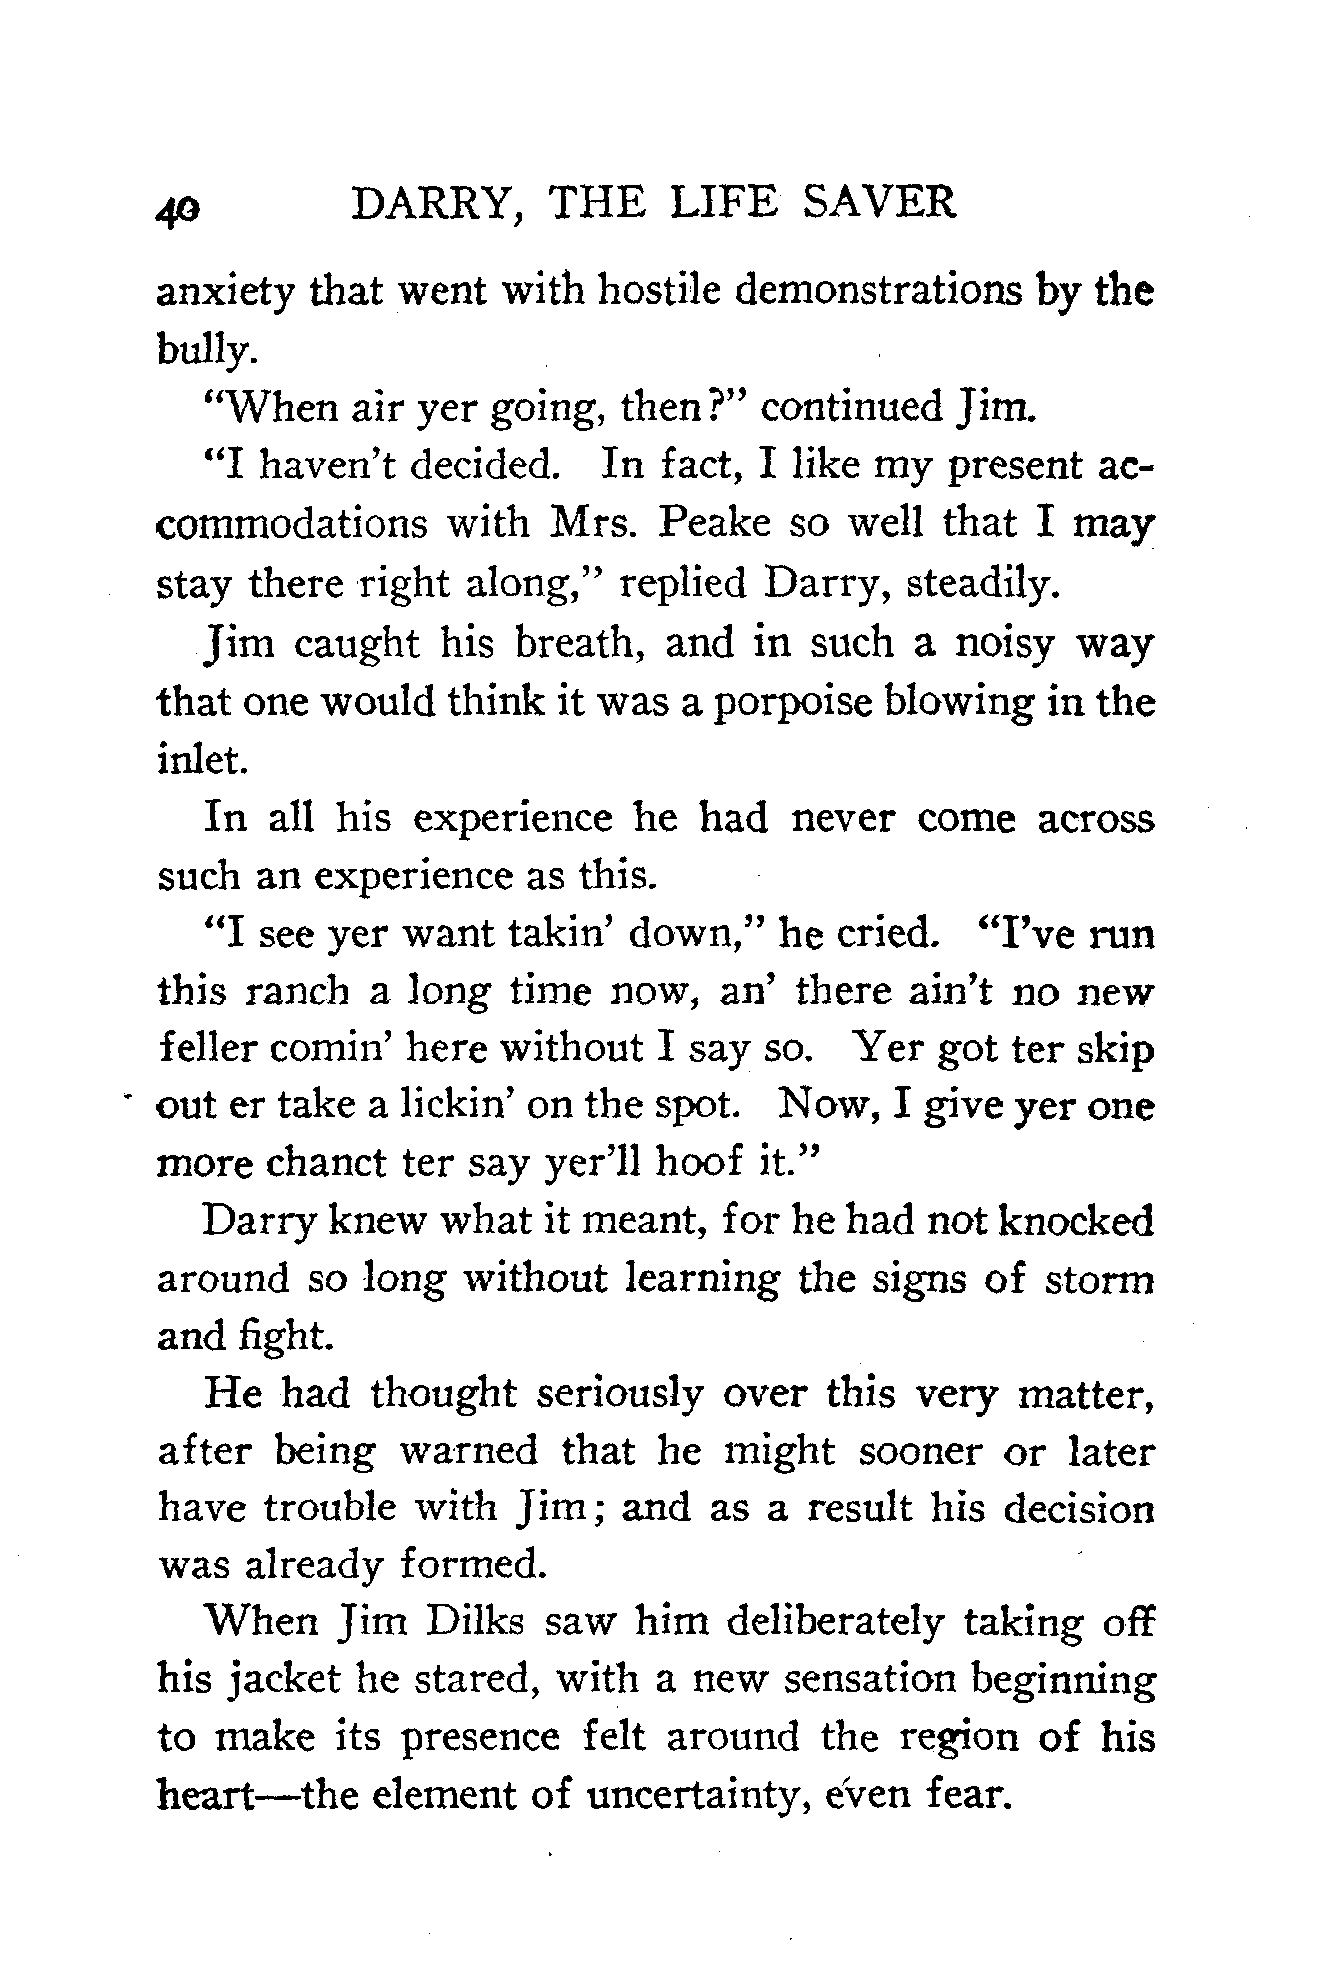 40 DARRY, THE LIFE SAVER
anxiety that went with hostile demonstrations by the
bully.
"When air yer going, then?" continued Jim.
"I haven't decided. In fact, I like my present ac-
commodations with Mrs. Peake so well that I may
stay there right along," replied Darry, steadily.
Jim caught his breath, and in such a noisy way
that one would think it was a porpoise blowing in the
inlet.
In all his experience he had never come across
such an experience as this.
"I see yer want takin' down," he cried. "I've run
this ranch a long time now, an' there ain't no new
feller comin' here without I say so. Yer got ter skip
out er take a lickin' on the spot. Now, I give yer one
more chanct ter say yer'll hoof it."
Darry knew what it meant, for he had not knocked
around so long without learning the signs of storm
and fight.
He had thought seriously over this very matter,
after being warned that he might sooner or later
have trouble with Jim; and as a result his decision
was already formed.
When Jim Dilks saw him deliberately taking off
his jacket he stared, with a new sensation beginning
to make its presence felt around the region of his
heart—the element of uncertainty, even fear.